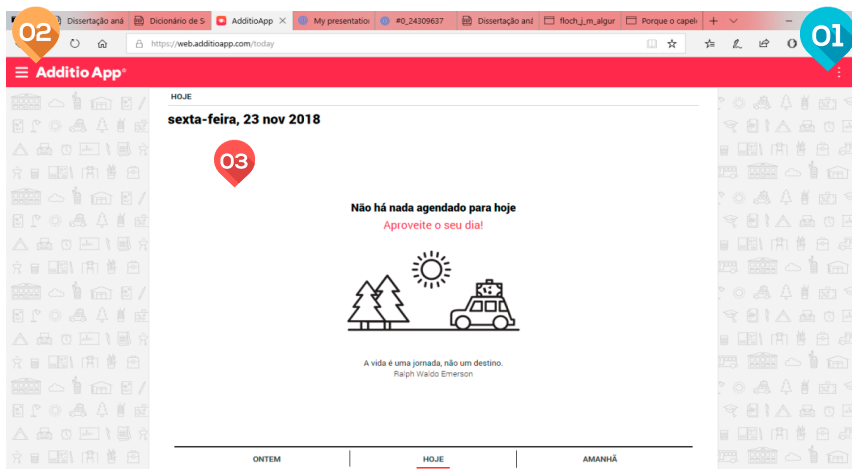 Dissertação aná
Dicionário de S
AdditioApp
My presentation
#0_24309637
Dissertação and
floch_j_m_algur
Porque o capel
02
01
https://web.additioapp.com/today
Additio App
HOJE
sexta-feira, 23 nov 2018
03
Não há nada agendado para hoje
Aproveite o seu dia!
A vida é uma jornada, não um destino.
Ralph Waldo Emerson
ONTEM
HOJE
AMANHÃ